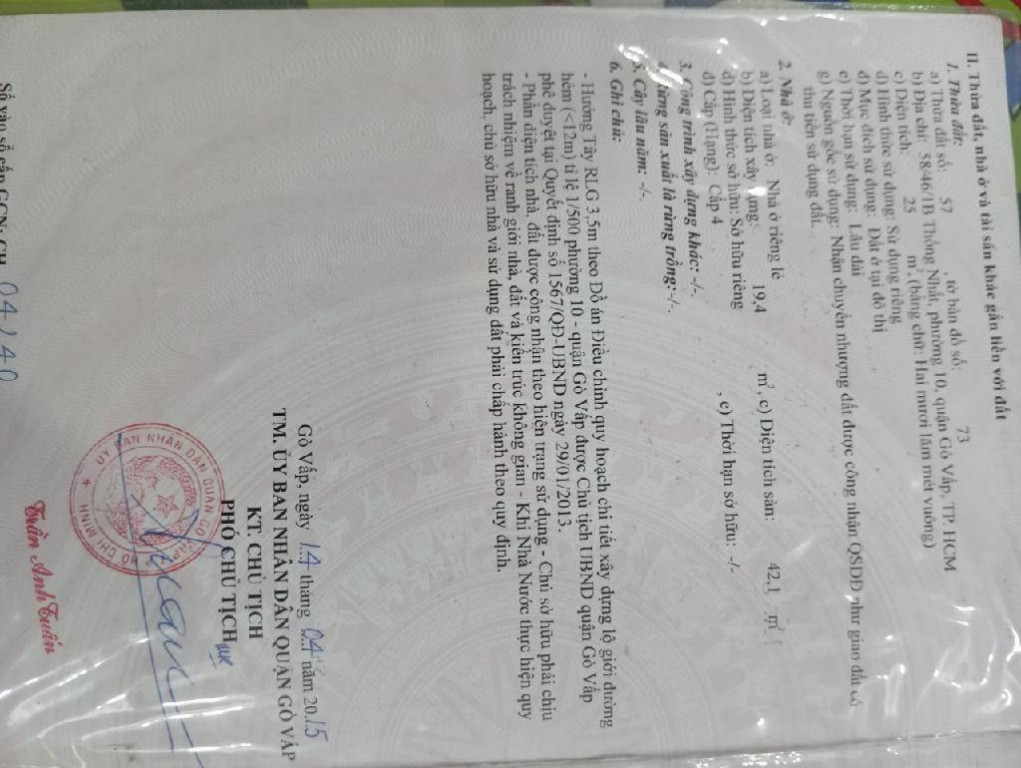 II. Thửa đất, nhà ở và tài sản khác gắn liền với đất
1. Thửa đất:
a) Thửa đất số: 57 , tờ bản đồ số: 73
b) Địa chỉ: 58/46/1B Thống Nhất, phường 10, quận Gò Vấp, TP. HCM
c) Diện tích: 25 m², (bằng chữ: Hai mươi lăm mét vuông)
d) Hình thức sử dụng: Sử dụng riêng
đ) Mục đích sử dụng: Đất ở tại đô thị
e) Thời hạn sử dụng: Lâu dài
g) Nguồn gốc sử dụng: Nhận chuyển nhượng đất được công nhận QSDĐ như giao đất có
thu tiền sử dụng đất.
2. Nhà ở:
a) Loại nhà ở: Nhà ở riêng lẻ
b) Diện tích xây dựng: 19,4 m², c) Diện tích sàn: 42,1 m²
d) Hình thức sở hữu: Sở hữu riêng
đ) Cấp (Hạng): Cấp 4 , e) Thời hạn sở hữu: -/-
3. Công trình xây dựng khác: -/-.
4. Rừng sản xuất là rừng trồng: -/-.
5. Cây lâu năm: -/-.
6. Ghi chú:
- Hướng Tây RLG 3,5m theo Đồ án Điều chỉnh quy hoạch chi tiết xây dựng lộ giới đường
hẻm (<12m) tỉ lệ 1/500 phường 10 - quận Gò Vấp được Chủ tịch UBND quận Gò Vấp
phê duyệt tại Quyết định số 1567/QĐ-UBND ngày 29/01/2013.
- Phần diện tích nhà, đất được công nhận theo hiện trạng sử dụng - Chủ sở hữu phải chịu
trách nhiệm về ranh giới nhà, đất và kiến trúc không gian - Khi Nhà Nước thực hiện quy
hoạch, chủ sở hữu nhà và sử dụng đất phải chấp hành theo quy định.
Gò Vấp, ngày 14 tháng 04 năm 2015
TM. ỦY BAN NHÂN DÂN QUẬN GÒ VẤP
KT. CHỦ TỊCH
PHÓ CHỦ TỊCH
ỦY BAN NHÂN DÂN QUẬN GÒ VẤP
HỒ CHÍ MINH
Trần Anh Tuấn
Số vào sổ cấp GCN: CH 04140